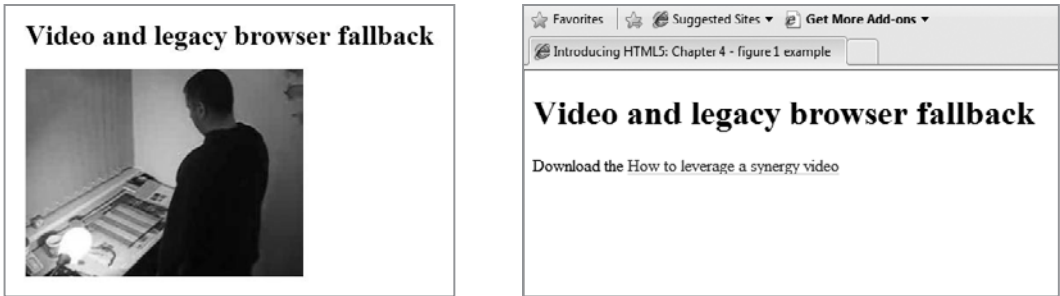 Video and legacy browser fallback
Favorites Suggested Sites ▾ Get More Add-ons ▾
Introducing HTML5: Chapter 4 - figure 1 example
Video and legacy browser fallback
Download the How to leverage a synergy video